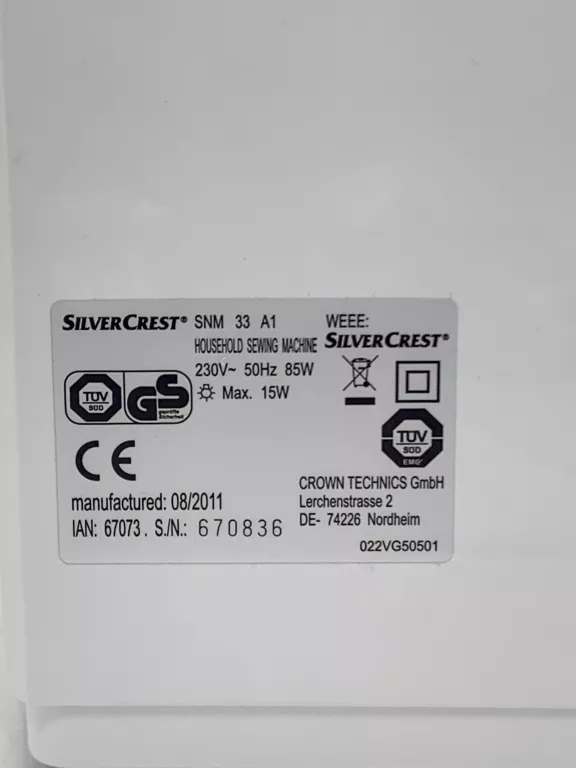 SILVERCREST® SNM 33 A1 WEEE:
HOUSEHOLD SEWING MACHINE SILVERCREST®
230V~ 50Hz 85W
Max. 15W
TÜV
SÜD
GS
geprüfte
Sicherheit
TÜV
SÜD
EMC
CE
CROWN TECHNICS GmbH
manufactured: 08/2011 Lerchenstrasse 2
IAN: 67073. S./N.: 670836 DE- 74226 Nordheim
022VG50501